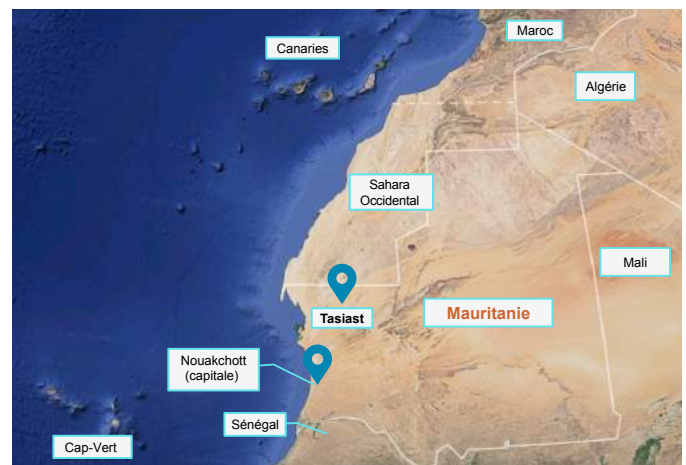 Maroc
Canaries
Algérie
Sahara
Occidental
Mali
Tasiast
Mauritanie
Nouakchott
(capitale)
Sénégal
Cap-Vert